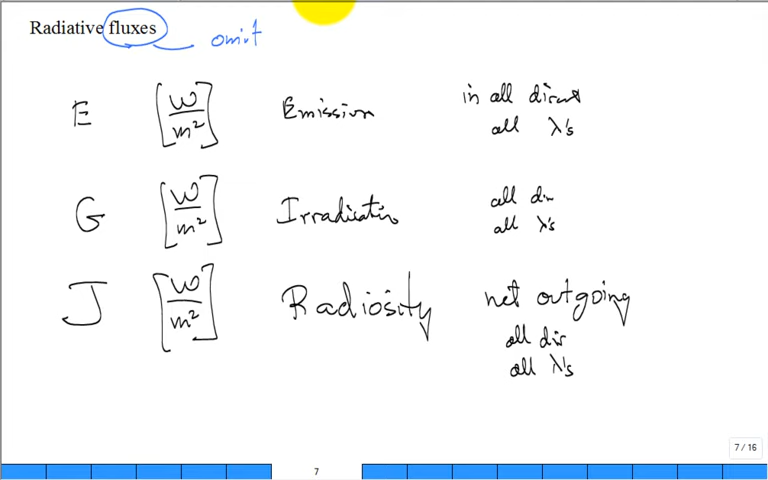 Radiative fluxes omit
E [W/m²] Emission in all direct
all λ's
G [W/m²] all dir
all λ's
J [W/m²] Radiosity net outgoing
all dir
all λ's
7 / 16
7